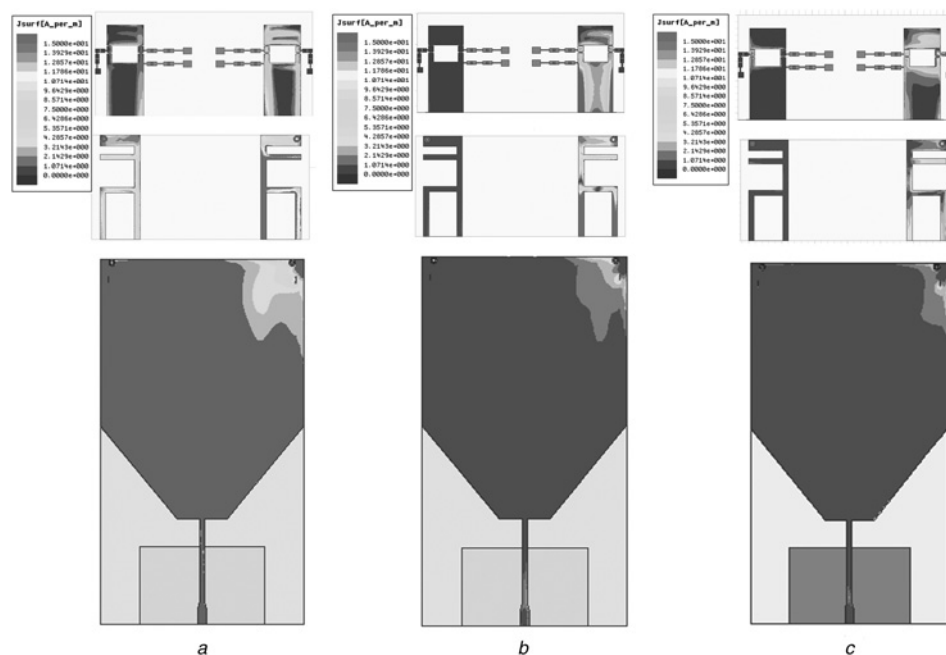 Jsurf[A_per_m]
1.5000e+001
1.3929e+001
1.2857e+001
1.1786e+001
1.0714e+001
9.6429e+000
8.5714e+000
7.5000e+000
6.4286e+000
5.3571e+000
4.2857e+000
3.2143e+000
2.1429e+000
1.0714e+000
0.0000e+000
Jsurf[A_per_m]
1.5000e+001
1.3929e+001
1.2857e+001
1.1786e+001
1.0714e+001
9.6429e+000
8.5714e+000
7.5000e+000
6.4286e+000
5.3571e+000
4.2857e+000
3.2143e+000
2.1429e+000
1.0714e+000
0.0000e+000
Jsurf[A_per_m]
1.5000e+001
1.3929e+001
1.2857e+001
1.1786e+001
1.0714e+001
9.6429e+000
8.5714e+000
7.5000e+000
6.4286e+000
5.3571e+000
4.2857e+000
3.2143e+000
2.1429e+000
1.0714e+000
0.0000e+000
a
b
c